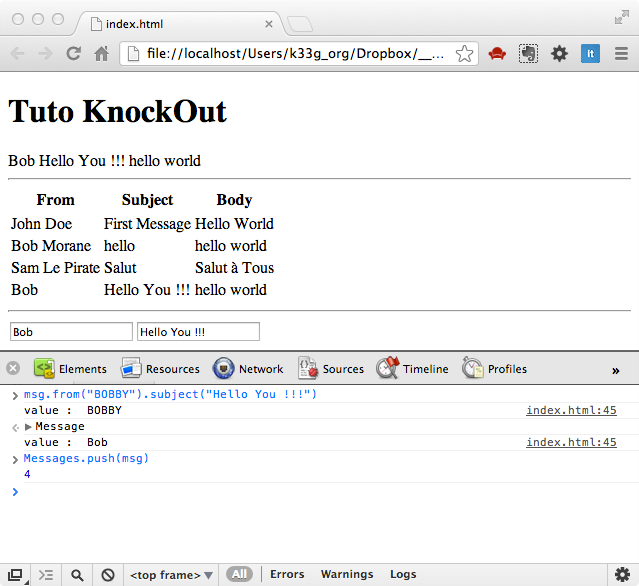 index.html
file://localhost/Users/k33g_org/Dropbox/__...
lt
Tuto KnockOut
Bob Hello You !!! hello world
From Subject Body
John Doe First Message Hello World
Bob Morane hello hello world
Sam Le Pirate Salut Salut à Tous
Bob Hello You !!! hello world
Bob Hello You !!!
Elements Resources Network Sources Timeline Profiles »
msg.from("BOBBY").subject("Hello You !!!")
value :  BOBBY index.html:45
Message
value :  Bob index.html:45
Messages.push(msg)
4
<top frame> All Errors Warnings Logs